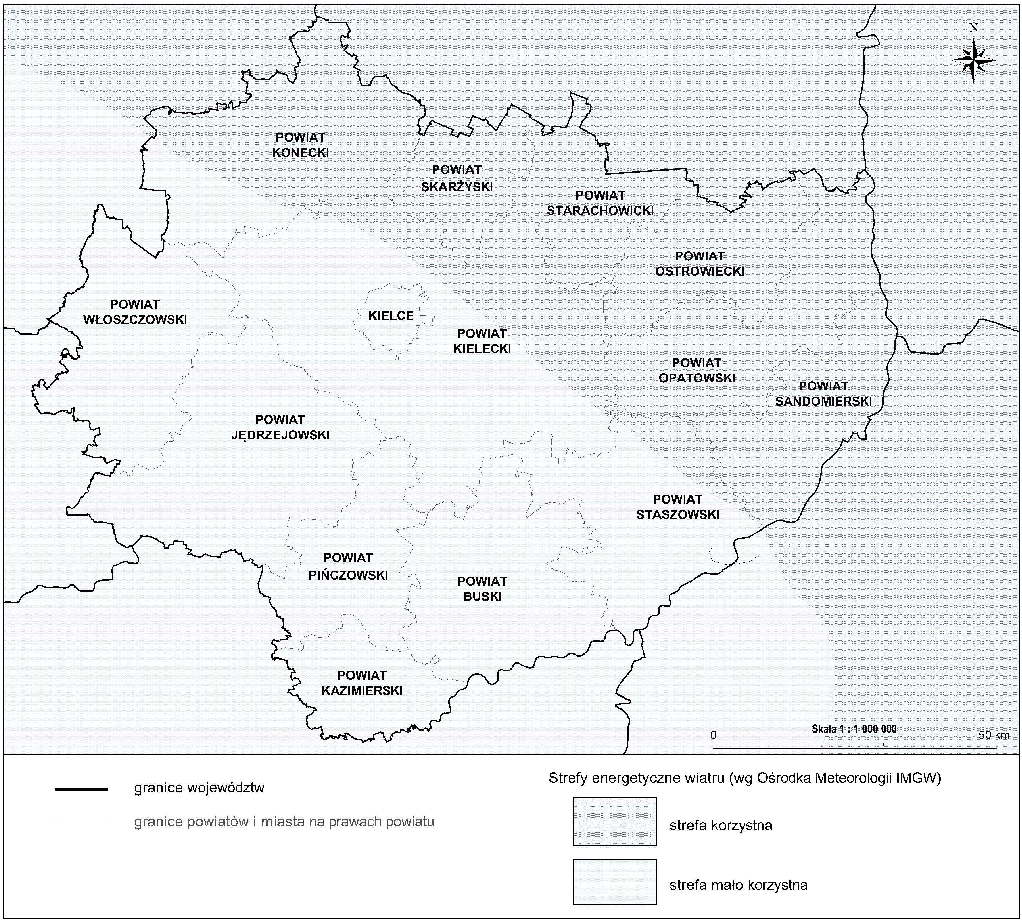 N
POWIAT
KONECKI
POWIAT
SKARŻYSKI
POWIAT
STARACHOWICKI
POWIAT
OSTROWIECKI
POWIAT
WŁOSZCZOWSKI
KIELCE
POWIAT
KIELECKI
POWIAT
OPATOWSKI
POWIAT
SANDOMIERSKI
POWIAT
JĘDRZEJOWSKI
POWIAT
STASZOWSKI
POWIAT
PIŃCZOWSKI
POWIAT
BUSKI
POWIAT
KAZIMIERSKI
Skala 1 : 1 000 000
0 50 km
granice województw
granice powiatów i miasta na prawach powiatu
Strefy energetyczne wiatru (wg Ośrodka Meteorologii IMGW)
strefa korzystna
strefa mało korzystna